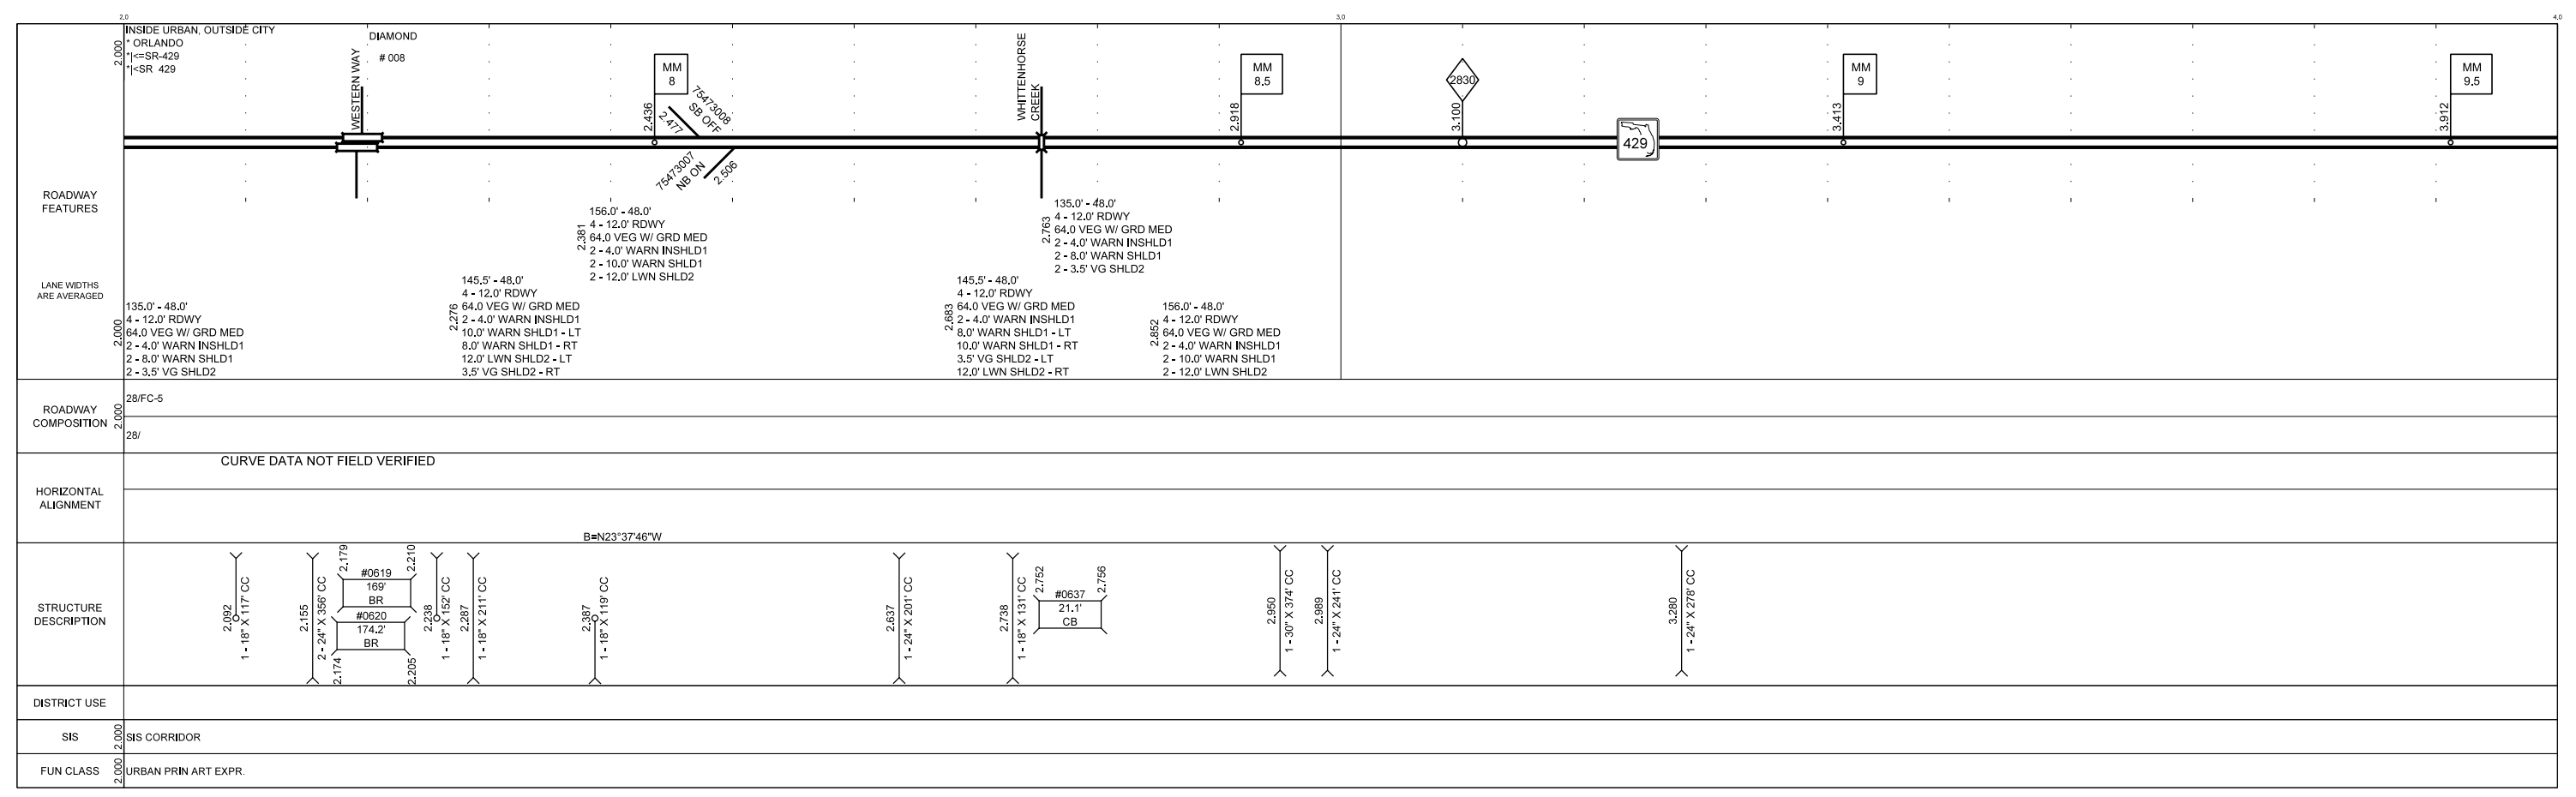 2.0
3.0
4.0
2.000
INSIDE URBAN, OUTSIDE CITY
* ORLANDO
*|<=SR-429
*|<SR 429
WESTERN WAY
DIAMOND
# 008
MM
8
2.436
75473008
SB OFF
2.477
75473007
NB ON
2.506
WHITTENHORSE
CREEK
MM
8.5
2.918
2830
3.100
429
MM
9
3.413
MM
9.5
3.912
ROADWAY
FEATURES
LANE WIDTHS
ARE AVERAGED
2.000
135.0' - 48.0'
4 - 12.0' RDWY
64.0 VEG W/ GRD MED
2 - 4.0' WARN INSHLD1
2 - 8.0' WARN SHLD1
2 - 3.5' VG SHLD2
2.276
145.5' - 48.0'
4 - 12.0' RDWY
64.0 VEG W/ GRD MED
2 - 4.0' WARN INSHLD1
10.0' WARN SHLD1 - LT
8.0' WARN SHLD1 - RT
12.0' LWN SHLD2 - LT
3.5' VG SHLD2 - RT
2.381
156.0' - 48.0'
4 - 12.0' RDWY
64.0 VEG W/ GRD MED
2 - 4.0' WARN INSHLD1
2 - 10.0' WARN SHLD1
2 - 12.0' LWN SHLD2
2.683
145.5' - 48.0'
4 - 12.0' RDWY
64.0 VEG W/ GRD MED
2 - 4.0' WARN INSHLD1
8.0' WARN SHLD1 - LT
10.0' WARN SHLD1 - RT
3.5' VG SHLD2 - LT
12.0' LWN SHLD2 - RT
2.763
135.0' - 48.0'
4 - 12.0' RDWY
64.0 VEG W/ GRD MED
2 - 4.0' WARN INSHLD1
2 - 8.0' WARN SHLD1
2 - 3.5' VG SHLD2
2.852
156.0' - 48.0'
4 - 12.0' RDWY
64.0 VEG W/ GRD MED
2 - 4.0' WARN INSHLD1
2 - 10.0' WARN SHLD1
2 - 12.0' LWN SHLD2
ROADWAY
COMPOSITION
2.000
28/FC-5
28/
HORIZONTAL
ALIGNMENT
CURVE DATA NOT FIELD VERIFIED
B=N23°37'46"W
STRUCTURE
DESCRIPTION
2.092
1 - 18" X 117' CC
2.155
2 - 24" X 356' CC
2.179
2.210
#0619
169'
BR
#0620
174.2'
BR
2.174
2.205
2.238
1 - 18" X 152' CC
2.287
1 - 18" X 211' CC
2.387
1 - 18" X 119' CC
2.637
1 - 24" X 201' CC
2.738
1 - 18" X 131' CC
2.752
2.756
#0637
21.1'
CB
2.950
1 - 30" X 374' CC
2.989
1 - 24" X 241' CC
3.280
1 - 24" X 278' CC
DISTRICT USE
SIS
2.000
SIS CORRIDOR
FUN CLASS
2.000
URBAN PRIN ART EXPR.